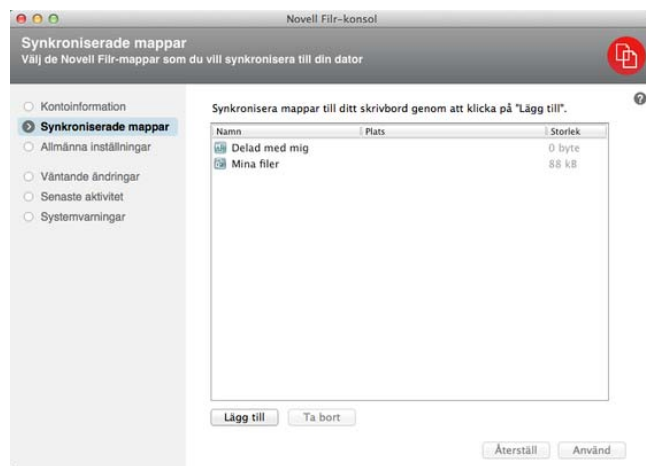 Novell Filr-konsol
Synkroniserade mappar
Välj de Novell Filr-mappar som du vill synkronisera till din dator
Kontoinformation
Synkroniserade mappar
Allmänna inställningar
Väntande ändringar
Senaste aktivitet
Systemvarningar
Synkronisera mappar till ditt skrivbord genom att klicka på "Lägg till".
Namn Plats Storlek
Delad med mig 0 byte
Mina filer 88 kB
Lägg till Ta bort
Återställ Använd